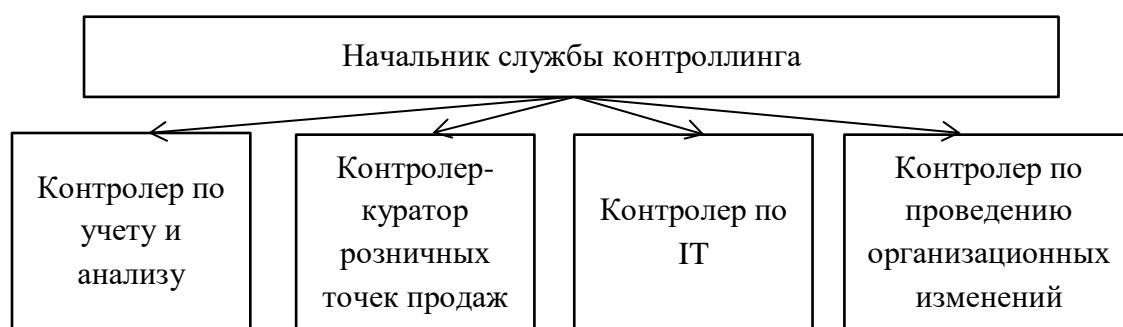 Начальник службы контроллинга
Контролер по
учету и
анализу
Контролер-
куратор
розничных
точек продаж
Контролер по
IT
Контролер по
проведению
организационных
изменений